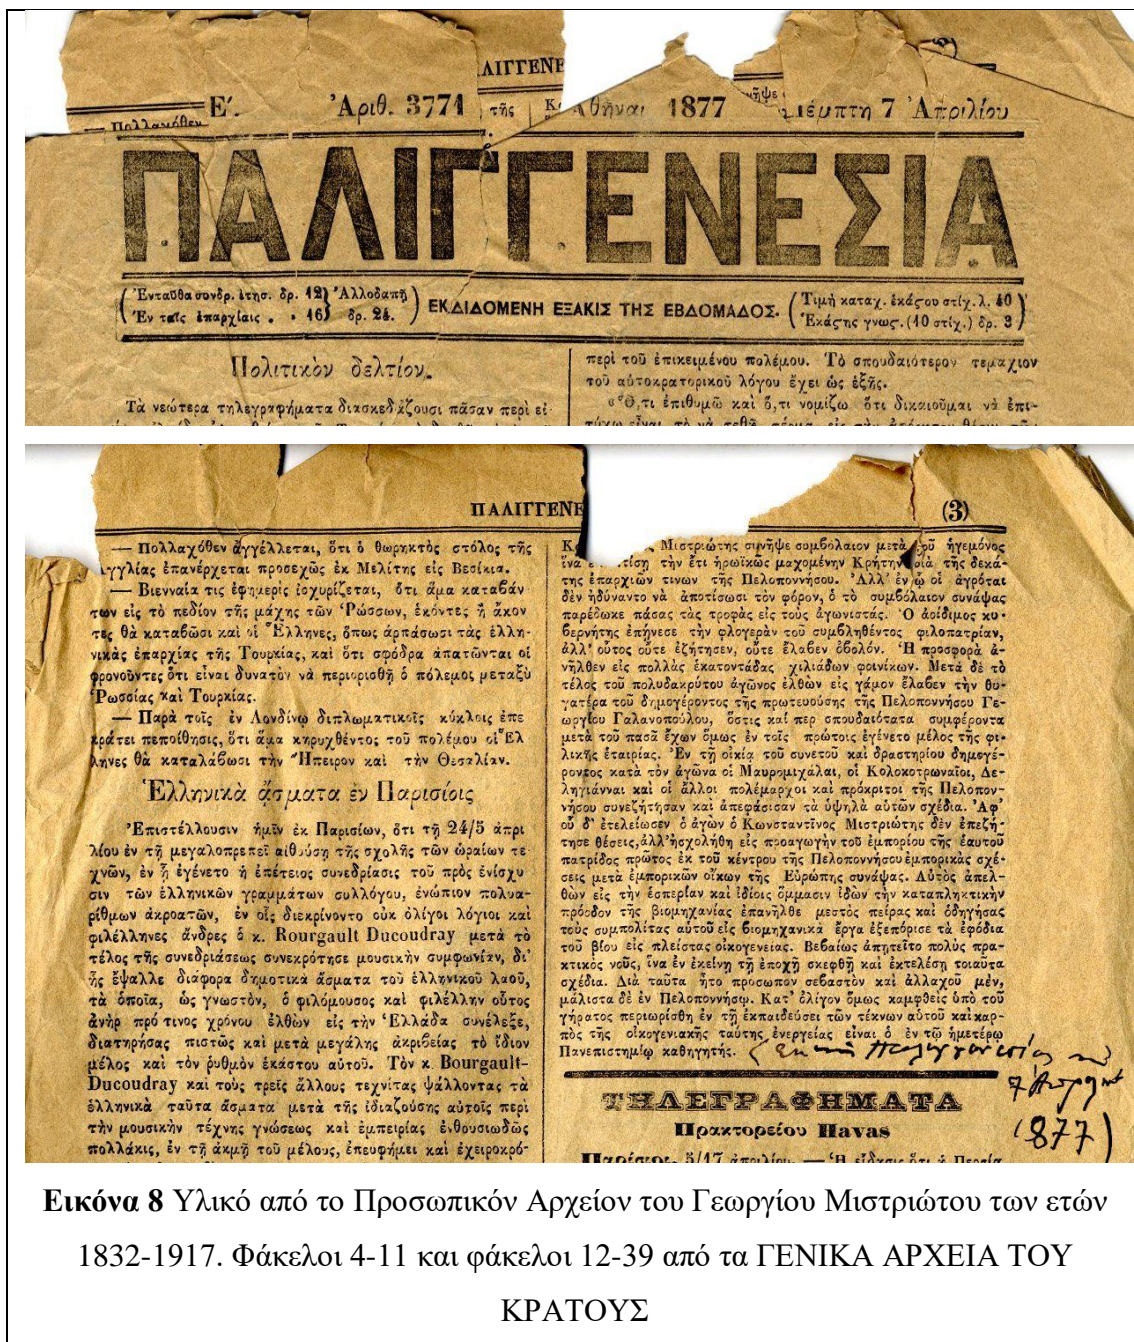 ΛΙΓΓΕΝΕ
Ἀριθ. 3771 της Ἀθῆναι 1877 έμπτη 7 Ἀπριλίου
— Πολλαχόθεν
ΠΑΛΙΓΓΕΝΕΣΙΑ
Ἐνταῦθα συνδρ. ἐτησ. δρ. 12 Ἀλλοδαπῇ
Ἐν ταῖς ἐπαρχίαις . . 16 δρ. 24.
ΕΚΔΙΔΟΜΕΝΗ ΕΞΑΚΙΣ ΤΗΣ ΕΒΔΟΜΑΔΟΣ.
Τιμὴ καταχ. ἑκάστου στίχ. λ. 40
Ἑκάστης γνωσ. (10 στίχ.) δρ. 3
Πολιτικὸν δελτίον.
Τὰ νεώτερα τηλεγραφήματα διασκεδάζουσι πᾶσαν περὶ εἰ-
περὶ τοῦ ἐπικειμένου πολέμου. Τὸ σπουδαιότερον τεμαχιον
τοῦ αὐτοκρατορικοῦ λόγου ἔχει ὡς ἑξῆς.
«Ὅ,τι ἐπιθυμῶ καὶ ὅ,τι νομίζω ὅτι δικαιοῦμαι νὰ ἐπι-
ΠΑΛΙΓΓΕΝΕ
(3)
— Πολλαχόθεν ἀγγέλλεται, ὅτι ὁ θωρηκτὸς στόλος τῆς
γγλίας ἐπανέρχεται προσεχῶς ἐκ Μελίτης εἰς Βεσίκια.
— Βιενναία τις ἐφημερὶς ἰσχυρίζεται, ὅτι ἅμα καταβάν
των εἰς τὸ πεδίον τῆς μάχης τῶν Ῥώσσων, ἑκόντες ἢ ἄκον
τες θὰ καταβῶσι καὶ οἱ Ἕλληνες, ὅπως ἁρπάσωσι τὰς ἑλλη-
νικὰς ἐπαρχίας τῆς Τουρκίας, καὶ ὅτι σφόδρα ἀπατῶνται οἱ
φρονοῦντες ὅτι εἶναι δυνατὸν νὰ περιορισθῇ ὁ πόλεμος μεταξὺ
Ῥωσσίας καὶ Τουρκίας.
— Παρὰ τοῖς ἐν Λονδίνῳ διπλωματικοῖς κύκλοις ἐπε
κράτει πεποίθησις, ὅτι ἅμα κηρυχθέντος τοῦ πολέμου οἱ Ἕλ
ληνες θὰ καταλάβωσι τὴν Ἤπειρον καὶ τὴν Θεσαλίαν.
Ἑλληνικὰ ᾄσματα ἐν Παρισίοις
Ἐπιστέλλουσιν ἡμῖν ἐκ Παρισίων, ὅτι τῇ 24/5 ἀπρι
λίου ἐν τῇ μεγαλοπρεπεῖ αἰθούσῃ τῆς σχολῆς τῶν ὡραίων τε
χνῶν, ἐν ᾗ ἐγένετο ἡ ἐπέτειος συνεδρίασις τοῦ πρὸς ἐνίσχυ
σιν τῶν ἑλληνικῶν γραμμάτων συλλόγου, ἐνώπιον πολυα-
ρίθμων ἀκροατῶν, ἐν οἷς διεκρίνοντο οὐκ ὀλίγοι λόγιοι καὶ
φιλέλληνες ἄνδρες ὁ κ. Rourgault Ducoudray μετὰ τὸ
τέλος τῆς συνεδριάσεως συνεκρότησε μουσικὴν συμφωνίαν, δι'
ἧς ἔψαλλε διάφορα δημοτικὰ ᾄσματα τοῦ ἑλληνικοῦ λαοῦ,
τὰ ὁποῖα, ὡς γνωστὸν, ὁ φιλόμουσος καὶ φιλέλλην οὗτος
ἀνὴρ πρό τινος χρόνου ἐλθὼν εἰς τὴν Ἑλλάδα συνέλεξε,
διατηρήσας πιστῶς καὶ μετὰ μεγάλης ἀκριβείας τὸ ἴδιον
μέλος καὶ τὸν ῥυθμὸν ἑκάστου αὐτοῦ. Τὸν κ. Bourgault-
Ducoudray καὶ τοὺς τρεῖς ἄλλους τεχνίτας ψάλλοντας τὰ
ἑλληνικὰ ταῦτα ᾄσματα μετὰ τῆς ἰδιαζούσης αὐτοῖς περὶ
τὴν μουσικὴν τέχνης γνώσεως καὶ ἐμπειρίας ἐνθουσιωδῶς
πολλάκις, ἐν τῇ ἀκμῇ τοῦ μέλους, ἐπευφήμει καὶ ἐχειροκρό-
Μιστριώτης συνῆψε συμβόλαιον μετὰ τοῦ ἡγεμόνος
ἵνα τὴν ἔτι ἡρωϊκῶς μαχομένην Κρήτην διὰ τῆς δεκά-
της ἐπαρχιῶν τινων τῆς Πελοποννήσου. Ἀλλ' ἐν ᾧ οἱ ἀγρόται
δὲν ἠδύναντο νὰ ἀποτίσωσι τὸν φόρον, ὁ τὸ συμβόλαιον συνάψας
παρέδωκε πάσας τὰς τροφὰς εἰς τοὺς ἀγωνιστάς. Ὁ ἀοίδιμος κυ-
βερνήτης ἐπῄνεσε τὴν φλογερὰν τοῦ συμβληθέντος φιλοπατρίαν,
ἀλλ' οὗτος οὔτε ἐζήτησεν, οὔτε ἔλαβεν ὀβολόν. Ἡ προσφορὰ ἀ-
νῆλθεν εἰς πολλὰς ἑκατοντάδας χιλιάδων φοινίκων. Μετὰ δὲ τὸ
τέλος τοῦ πολυδακρύτου ἀγῶνος ἐλθὼν εἰς γάμον ἔλαβεν τὴν θυ-
γατέρα τοῦ δημογέροντος τῆς πρωτευούσης τῆς Πελοποννήσου Γε-
ωργίου Γαλανοπούλου, ὅστις καί περ σπουδαιότατα συμφέροντα
μετὰ τοῦ πασᾶ ἔχων ὅμως ἐν τοῖς πρώτοις ἐγένετο μέλος τῆς φι-
λικῆς ἑταιρίας. Ἐν τῇ οἰκίᾳ τοῦ συνετοῦ καὶ δραστηρίου δημογέ-
ροντος κατὰ τὸν ἀγῶνα οἱ Μαυρομιχάλαι, οἱ Κολοκοτρωναῖοι, Δε-
ληγιάνναι καὶ οἱ ἄλλοι πολέμαρχοι καὶ πρόκριτοι τῆς Πελοπον-
νήσου συνεζήτησαν καὶ ἀπεφάσισαν τὰ ὑψηλὰ αὐτῶν σχέδια. Ἀφ'
οὗ δ' ἐτελείωσεν ὁ ἀγὼν ὁ Κωνσταντῖνος Μιστριώτης δὲν ἐπεζή-
τησε θέσεις, ἀλλ' ἠσχολήθη εἰς προαγωγὴν τοῦ ἐμπορίου τῆς ἑαυτοῦ
πατρίδος πρῶτος ἐκ τοῦ κέντρου τῆς Πελοποννήσου ἐμπορικὰς σχέ-
σεις μετὰ ἐμπορικῶν οἴκων τῆς Εὐρώπης συνάψας. Αὐτὸς ἀπελ-
θὼν εἰς τὴν ἑσπερίαν καὶ ἰδίοις ὄμμασιν ἰδὼν τὴν καταπληκτικὴν
πρόοδον τῆς βιομηχανίας ἐπανῆλθε μεστὸς πείρας καὶ ὁδηγήσας
τοὺς συμπολίτας αὐτοῦ εἰς βιομηχανικὰ ἔργα ἐξεπόρισε τὰ ἐφόδια
τοῦ βίου εἰς πλείστας οἰκογενείας. Βεβαίως ἀπῃτεῖτο πολὺς πρα-
κτικὸς νοῦς, ἵνα ἐν ἐκείνῃ τῇ ἐποχῇ σκεφθῇ καὶ ἐκτελέσῃ τοιαῦτα
σχέδια. Διὰ ταῦτα ἦτο πρόσωπον σεβαστὸν καὶ ἀλλαχοῦ μὲν,
μάλιστα δὲ ἐν Πελοποννήσῳ. Κατ' ὀλίγον ὅμως καμφθεὶς ὑπὸ τοῦ
γήρατος περιωρίσθη ἐν τῇ ἐκπαιδεύσει τῶν τέκνων αὐτοῦ καὶ καρ-
πὸς τῆς οἰκογενιακῆς ταύτης ἐνεργείας εἶναι ὁ ἐν τῷ ἡμετέρῳ
Πανεπιστημίῳ καθηγητής.
(Ἐκ τῆς Παλιγγενεσίας
7 Ἀπρ
1877)
ΤΗΛΕΓΡΑΦΗΜΑΤΑ
Πρακτορείου Havas
Παρίσιοι, 5/17 ἀπριλίου. — Ἡ εἴδησις ὅτι ἡ Περσία
Εικόνα 8 Υλικό από το Προσωπικόν Αρχείον του Γεωργίου Μιστριώτου των ετών
1832-1917. Φάκελοι 4-11 και φάκελοι 12-39 από τα ΓΕΝΙΚΑ ΑΡΧΕΙΑ ΤΟΥ
ΚΡΑΤΟΥΣ